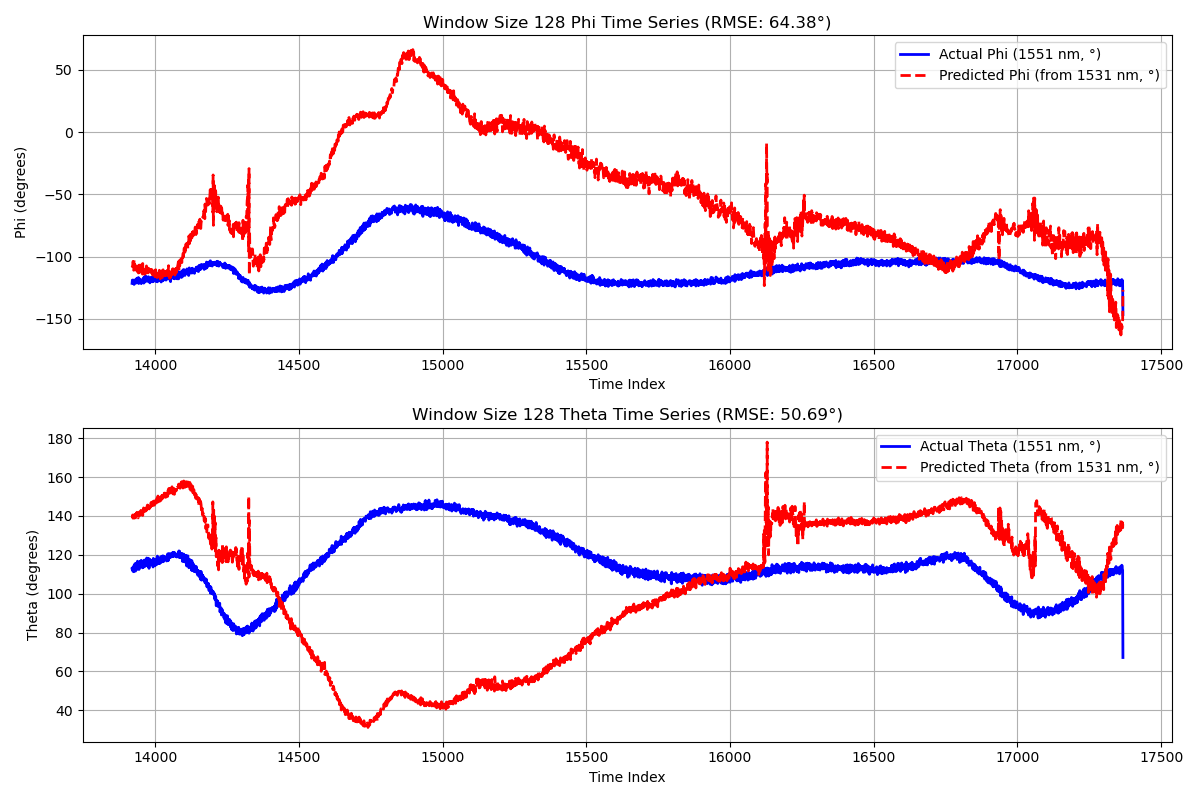 Window Size 128 Phi Time Series (RMSE: 64.38°)
Phi (degrees)
50
0
−50
−100
−150
Actual Phi (1551 nm, °)
Predicted Phi (from 1531 nm, °)
14000 14500 15000 15500 16000 16500 17000 17500
Time Index
Window Size 128 Theta Time Series (RMSE: 50.69°)
Theta (degrees)
180
160
140
120
100
80
60
40
Actual Theta (1551 nm, °)
Predicted Theta (from 1531 nm, °)
14000 14500 15000 15500 16000 16500 17000 17500
Time Index